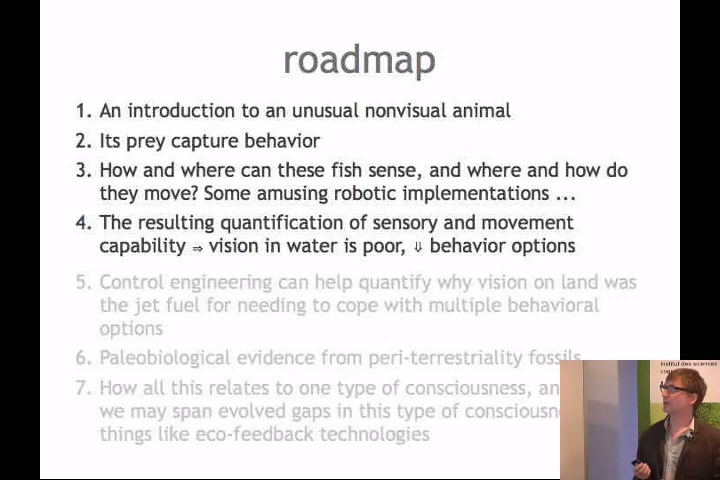 roadmap
1. An introduction to an unusual nonvisual animal
2. Its prey capture behavior
3. How and where can these fish sense, and where and how do
they move? Some amusing robotic implementations ...
4. The resulting quantification of sensory and movement
capability ⇒ vision in water is poor, ⇓ behavior options
5. Control engineering can help quantify why vision on land was
the jet fuel for needing to cope with multiple behavioral
options
6. Paleobiological evidence from peri-terrestriality fossils
7. How all this relates to one type of consciousness, an
we may span evolved gaps in this type of consciousn
things like eco-feedback technologies
Institut des sciences